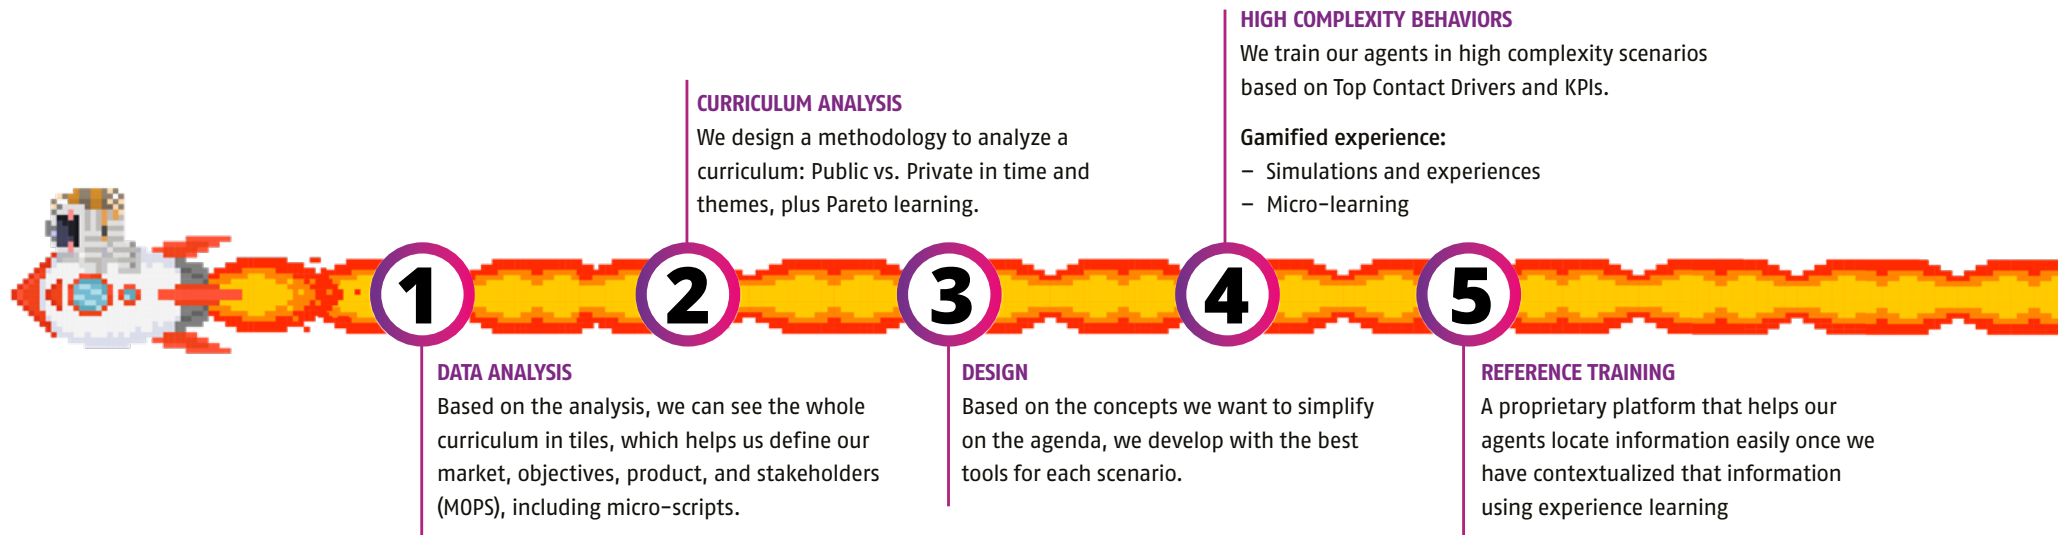 1
DATA ANALYSIS
Based on the analysis, we can see the whole
curriculum in tiles, which helps us define our
market, objectives, product, and stakeholders
(MOPS), including micro-scripts.
2
CURRICULUM ANALYSIS
We design a methodology to analyze a
curriculum: Public vs. Private in time and
themes, plus Pareto learning.
3
DESIGN
Based on the concepts we want to simplify
on the agenda, we develop with the best
tools for each scenario.
4
HIGH COMPLEXITY BEHAVIORS
We train our agents in high complexity scenarios
based on Top Contact Drivers and KPIs.
Gamified experience:
– Simulations and experiences
– Micro-learning
5
REFERENCE TRAINING
A proprietary platform that helps our
agents locate information easily once we
have contextualized that information
using experience learning